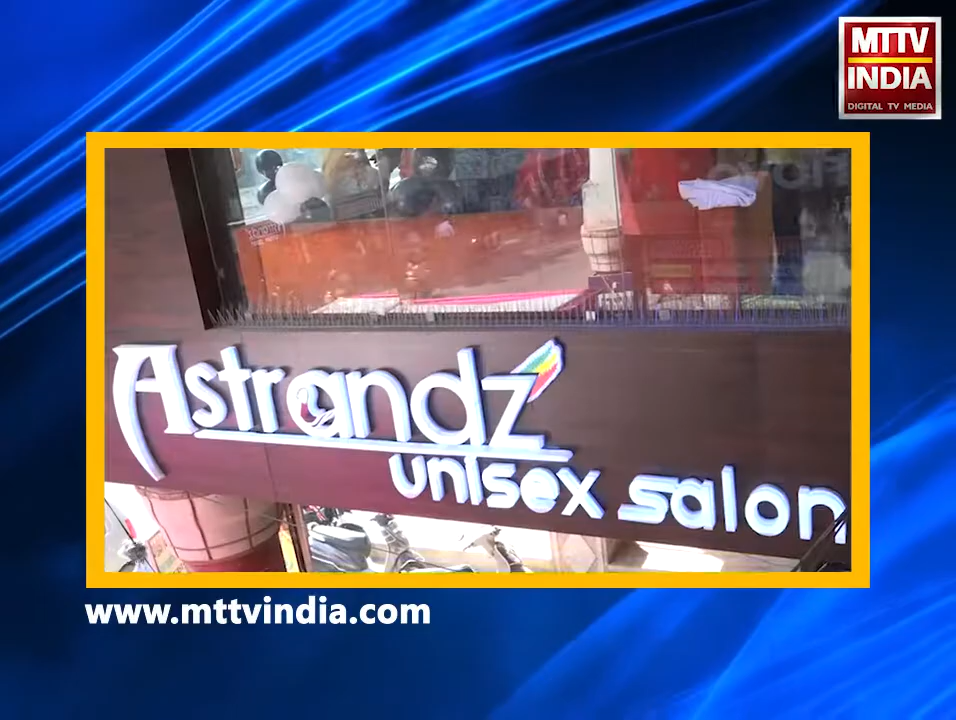 MTTV
INDIA
DIGITAL TV MEDIA
Astrandz
unisex salon
www.mttvindia.com